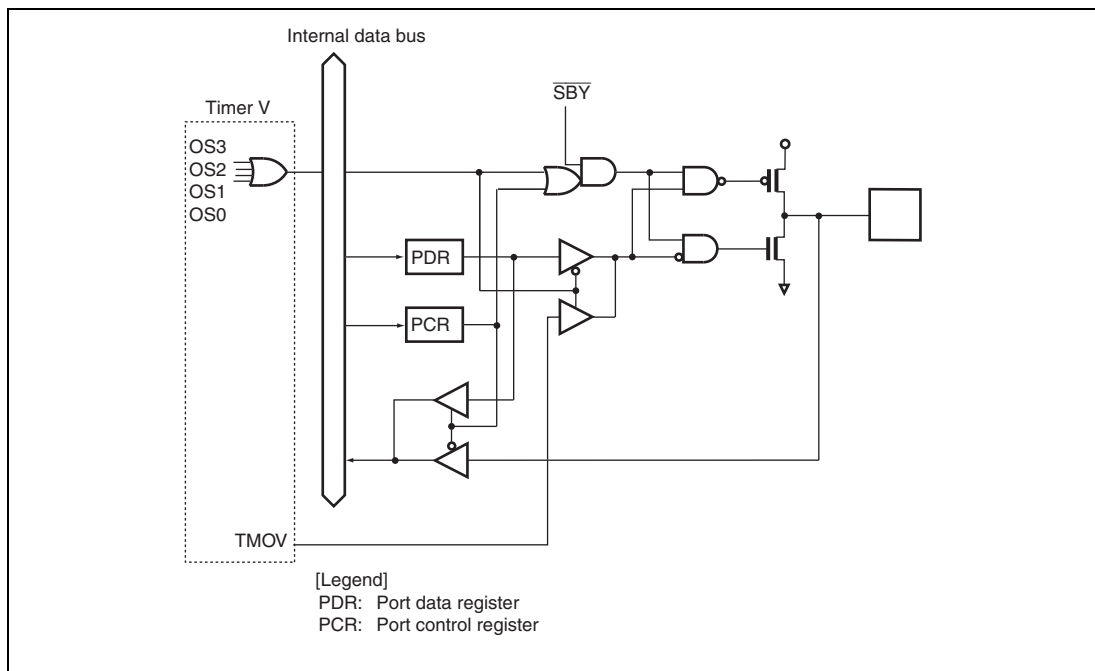 Internal data bus
Timer V
SBY
OS3
OS2
OS1
OS0
PDR
PCR
TMOV
[Legend]
PDR: Port data register
PCR: Port control register